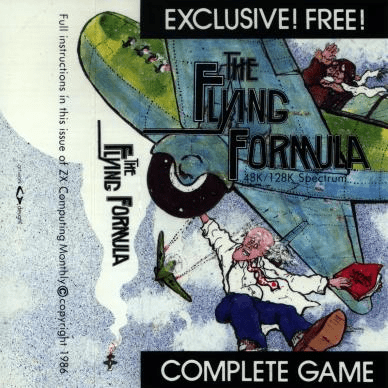 EXCLUSIVE! FREE!
THE
FLYING
FORMULA
48K/128K Spectrum
COMPLETE GAME
THE
FLYING FORMULA
Full instructions in this issue of ZX Computing Monthly © copyright 1986